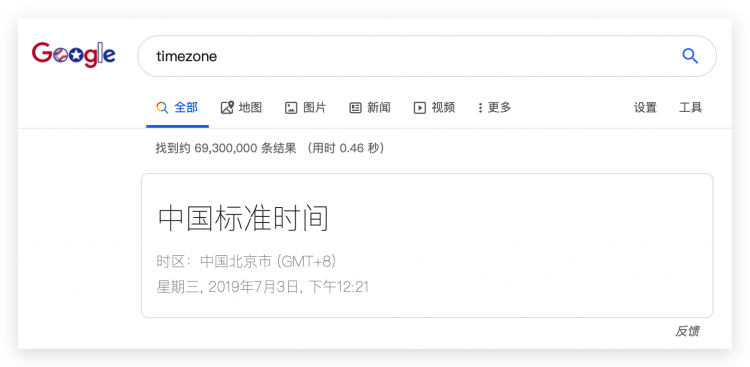 Google
timezone
全部 地图 图片 新闻 视频 更多 设置 工具
找到约 69,300,000 条结果 （用时 0.46 秒）
中国标准时间
时区：中国北京市 (GMT+8)
星期三, 2019年7月3日, 下午12:21
反馈